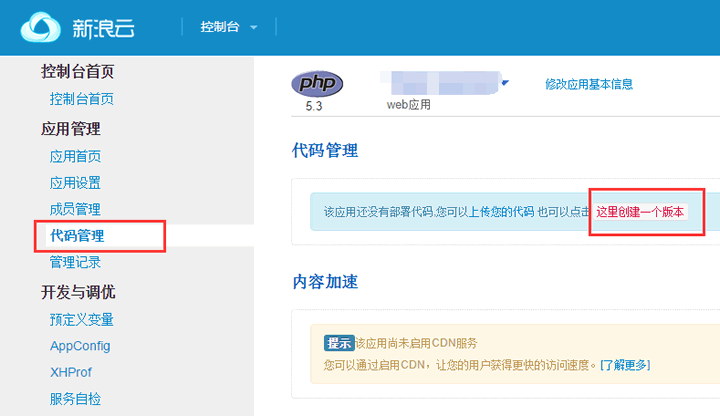 新浪云
控制台
控制台首页
控制台首页
应用管理
应用首页
应用设置
成员管理
代码管理
管理记录
开发与调优
预定义变量
AppConfig
XHProf
服务自检
php
5.3
web应用
修改应用基本信息
代码管理
该应用还没有部署代码,您可以上传您的代码 也可以点击 这里创建一个版本
内容加速
提示 该应用尚未启用CDN服务
您可以通过启用CDN，让您的用户获得更快的访问速度。[了解更多]